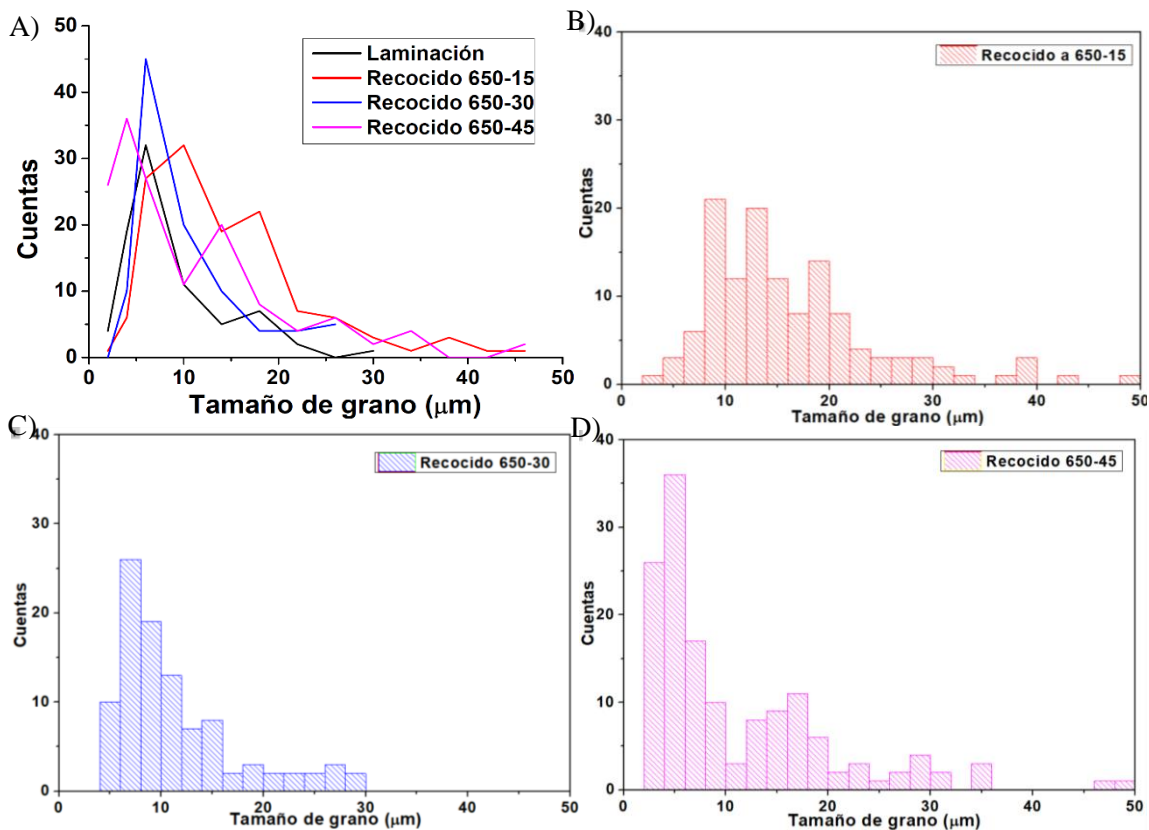 A)
50
40
30
20
10
0
Cuentas
Laminación
Recocido 650-15
Recocido 650-30
Recocido 650-45
0 10 20 30 40 50
Tamaño de grano (μm)
B)
40
30
20
10
0
Cuentas
Recocido a 650-15
0 10 20 30 40 50
Tamaño de grano (μm)
C)
40
30
20
10
0
Cuentas
Recocido 650-30
0 10 20 30 40 50
Tamaño de grano (μm)
D)
40
30
20
10
0
Cuentas
Recocido 650-45
0 10 20 30 40 50
Tamaño de grano (μm)